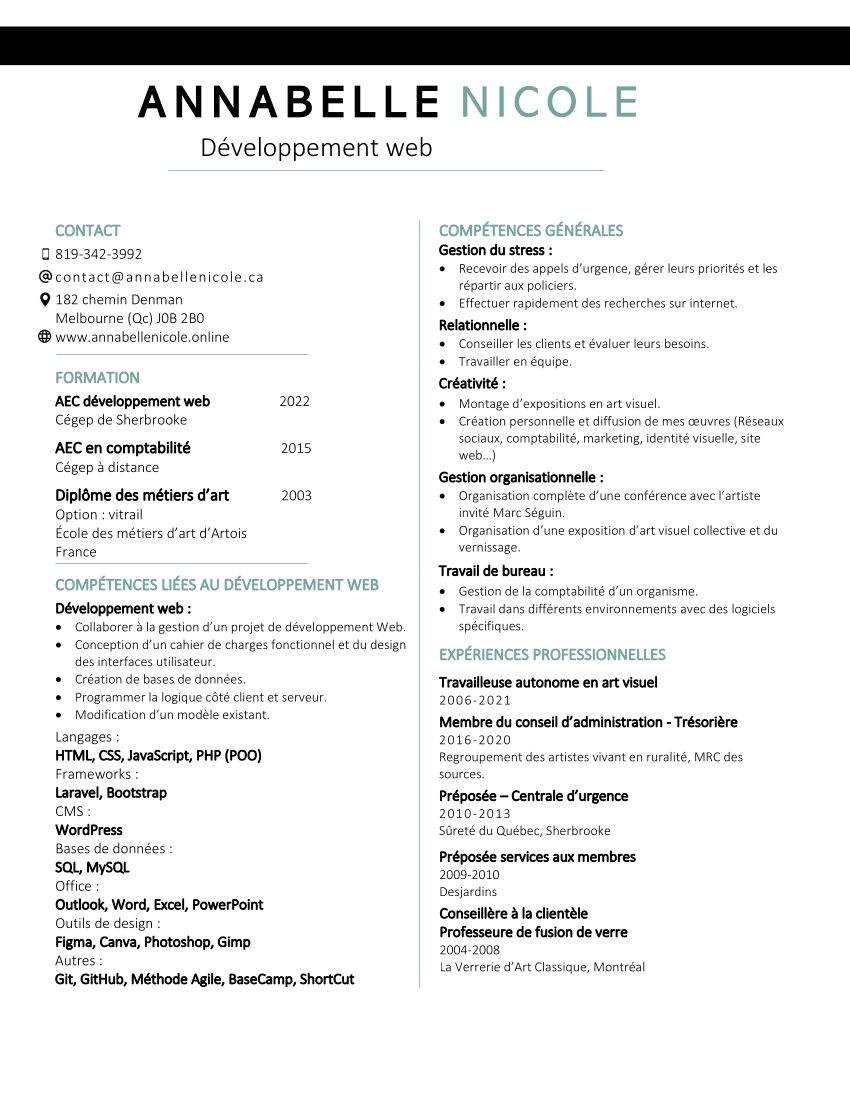 ANNABELLE NICOLE
Développement web
CONTACT
819-342-3992
contact@annabellenicole.ca
182 chemin Denman
Melbourne (Qc) J0B 2B0
www.annabellenicole.online
FORMATION
AEC développement web 2022
Cégep de Sherbrooke
AEC en comptabilité 2015
Cégep à distance
Diplôme des métiers d’art 2003
Option : vitrail
École des métiers d’art d’Artois
France
COMPÉTENCES LIÉES AU DÉVELOPPEMENT WEB
Développement web :
• Collaborer à la gestion d’un projet de développement Web.
• Conception d’un cahier de charges fonctionnel et du design
des interfaces utilisateur.
• Création de bases de données.
• Programmer la logique côté client et serveur.
• Modification d’un modèle existant.
Langages :
HTML, CSS, JavaScript, PHP (POO)
Frameworks :
Laravel, Bootstrap
CMS :
WordPress
Bases de données :
SQL, MySQL
Office :
Outlook, Word, Excel, PowerPoint
Outils de design :
Figma, Canva, Photoshop, Gimp
Autres :
Git, GitHub, Méthode Agile, BaseCamp, ShortCut
COMPÉTENCES GÉNÉRALES
Gestion du stress :
• Recevoir des appels d’urgence, gérer leurs priorités et les
répartir aux policiers.
• Effectuer rapidement des recherches sur internet.
Relationnelle :
• Conseiller les clients et évaluer leurs besoins.
• Travailler en équipe.
Créativité :
• Montage d’expositions en art visuel.
• Création personnelle et diffusion de mes œuvres (Réseaux
sociaux, comptabilité, marketing, identité visuelle, site
web…)
Gestion organisationnelle :
• Organisation complète d’une conférence avec l’artiste
invité Marc Séguin.
• Organisation d’une exposition d’art visuel collective et du
vernissage.
Travail de bureau :
• Gestion de la comptabilité d’un organisme.
• Travail dans différents environnements avec des logiciels
spécifiques.
EXPÉRIENCES PROFESSIONNELLES
Travailleuse autonome en art visuel
2006-2021
Membre du conseil d’administration - Trésorière
2016-2020
Regroupement des artistes vivant en ruralité, MRC des
sources.
Préposée – Centrale d’urgence
2010-2013
Sûreté du Québec, Sherbrooke
Préposée services aux membres
2009-2010
Desjardins
Conseillère à la clientèle
Professeure de fusion de verre
2004-2008
La Verrerie d’Art Classique, Montréal